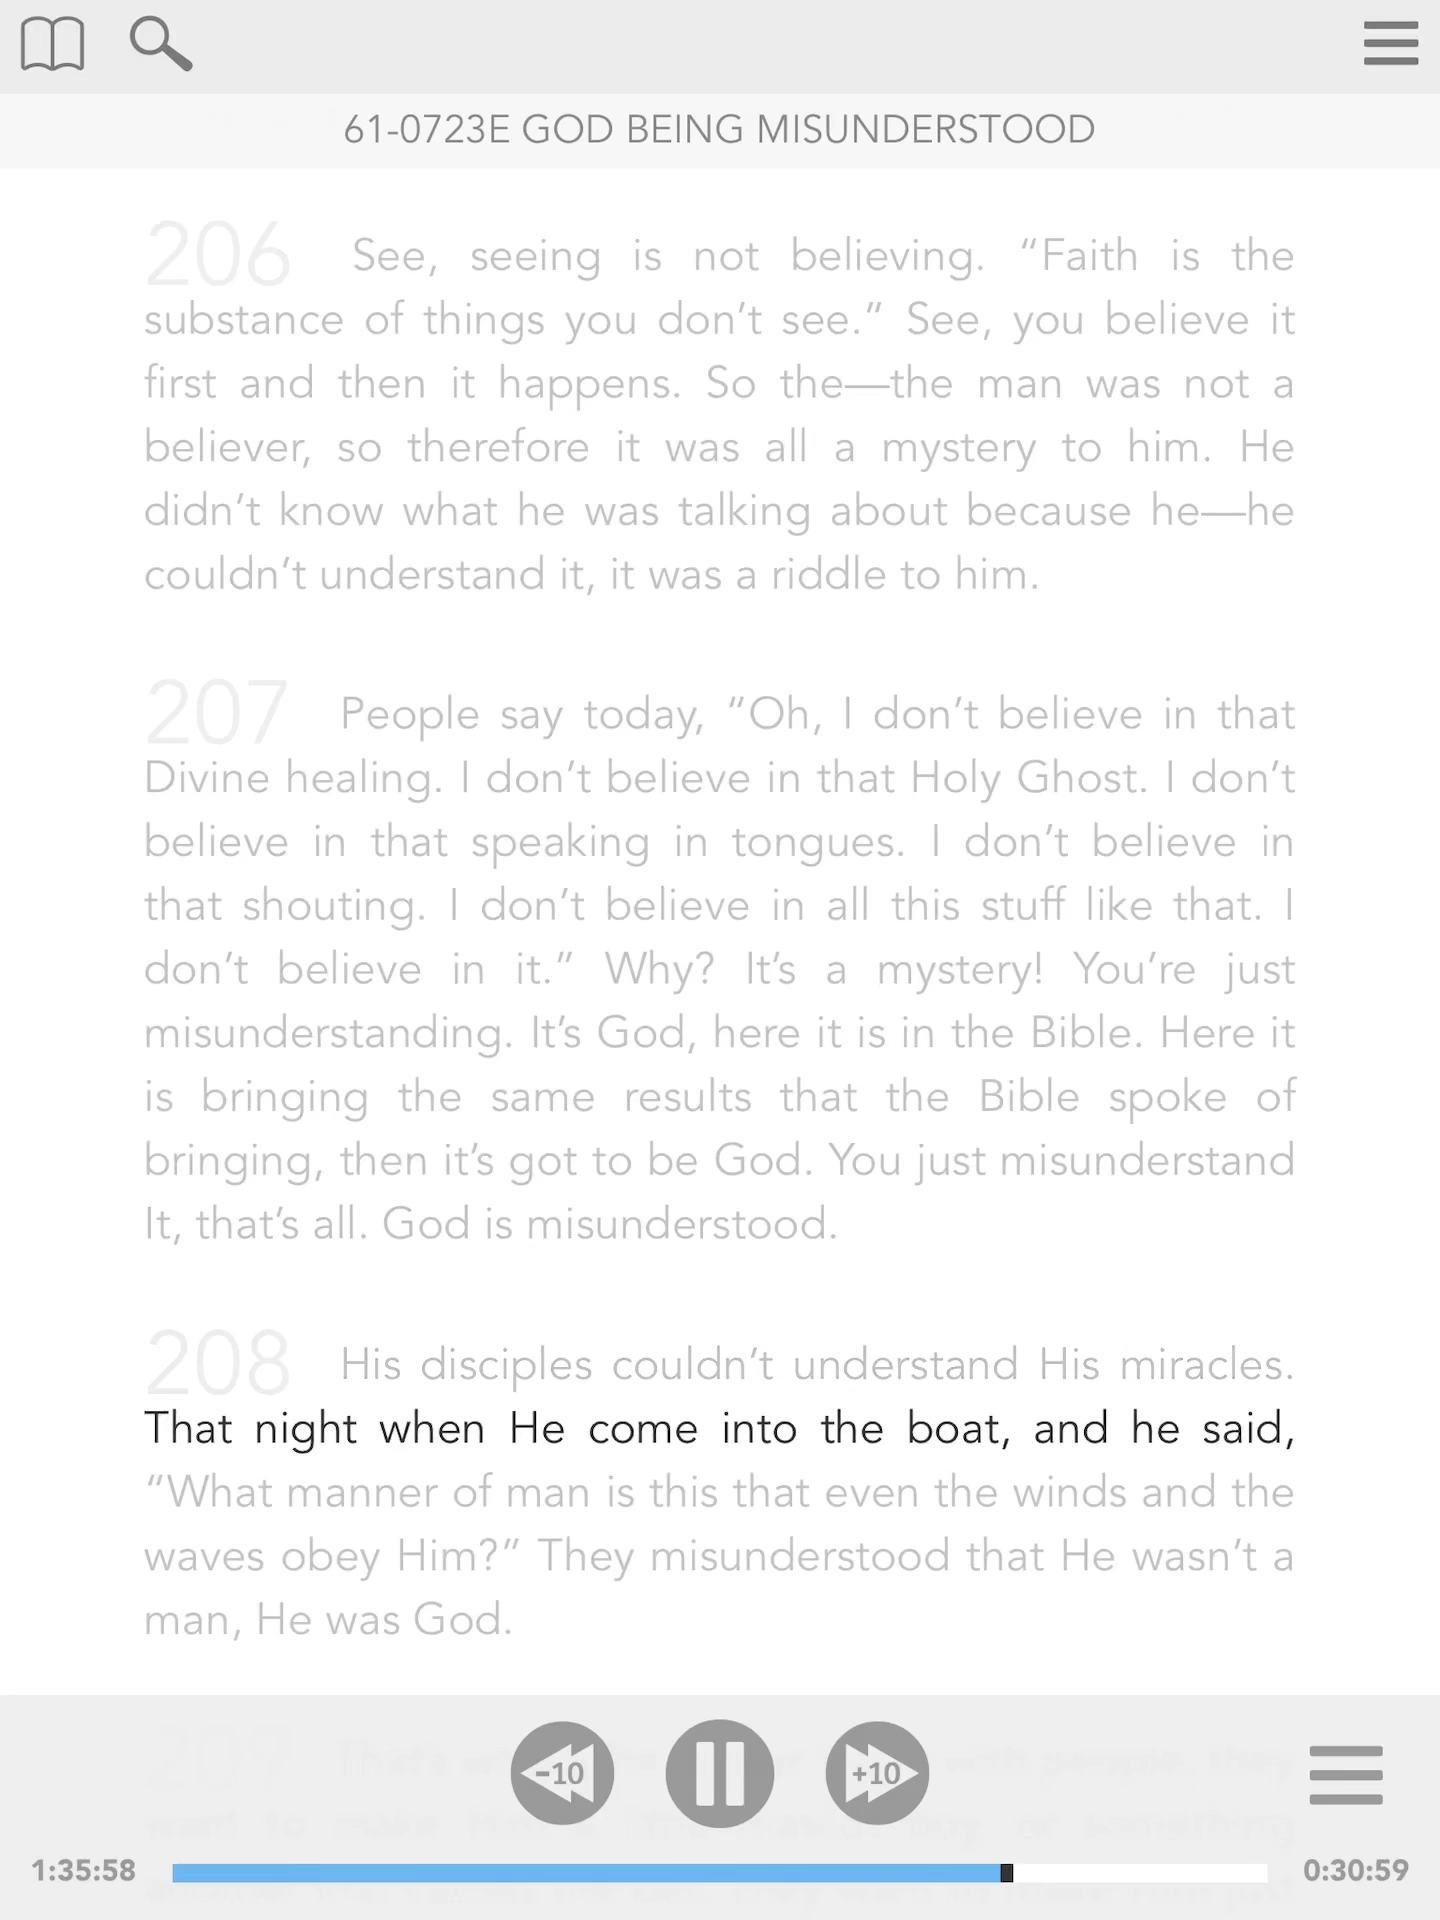 61-0723E GOD BEING MISUNDERSTOOD
206 See, seeing is not believing. “Faith is the
substance of things you don’t see.” See, you believe it
first and then it happens. So the—the man was not a
believer, so therefore it was all a mystery to him. He
didn’t know what he was talking about because he—he
couldn’t understand it, it was a riddle to him.
207 People say today, “Oh, I don’t believe in that
Divine healing. I don’t believe in that Holy Ghost. I don’t
believe in that speaking in tongues. I don’t believe in
that shouting. I don’t believe in all this stuff like that. I
don’t believe in it.” Why? It’s a mystery! You’re just
misunderstanding. It’s God, here it is in the Bible. Here it
is bringing the same results that the Bible spoke of
bringing, then it’s got to be God. You just misunderstand
It, that’s all. God is misunderstood.
208 His disciples couldn’t understand His miracles.
That night when He come into the boat, and he said,
“What manner of man is this that even the winds and the
waves obey Him?” They misunderstood that He wasn’t a
man, He was God.
-10 +10
1:35:58 0:30:59